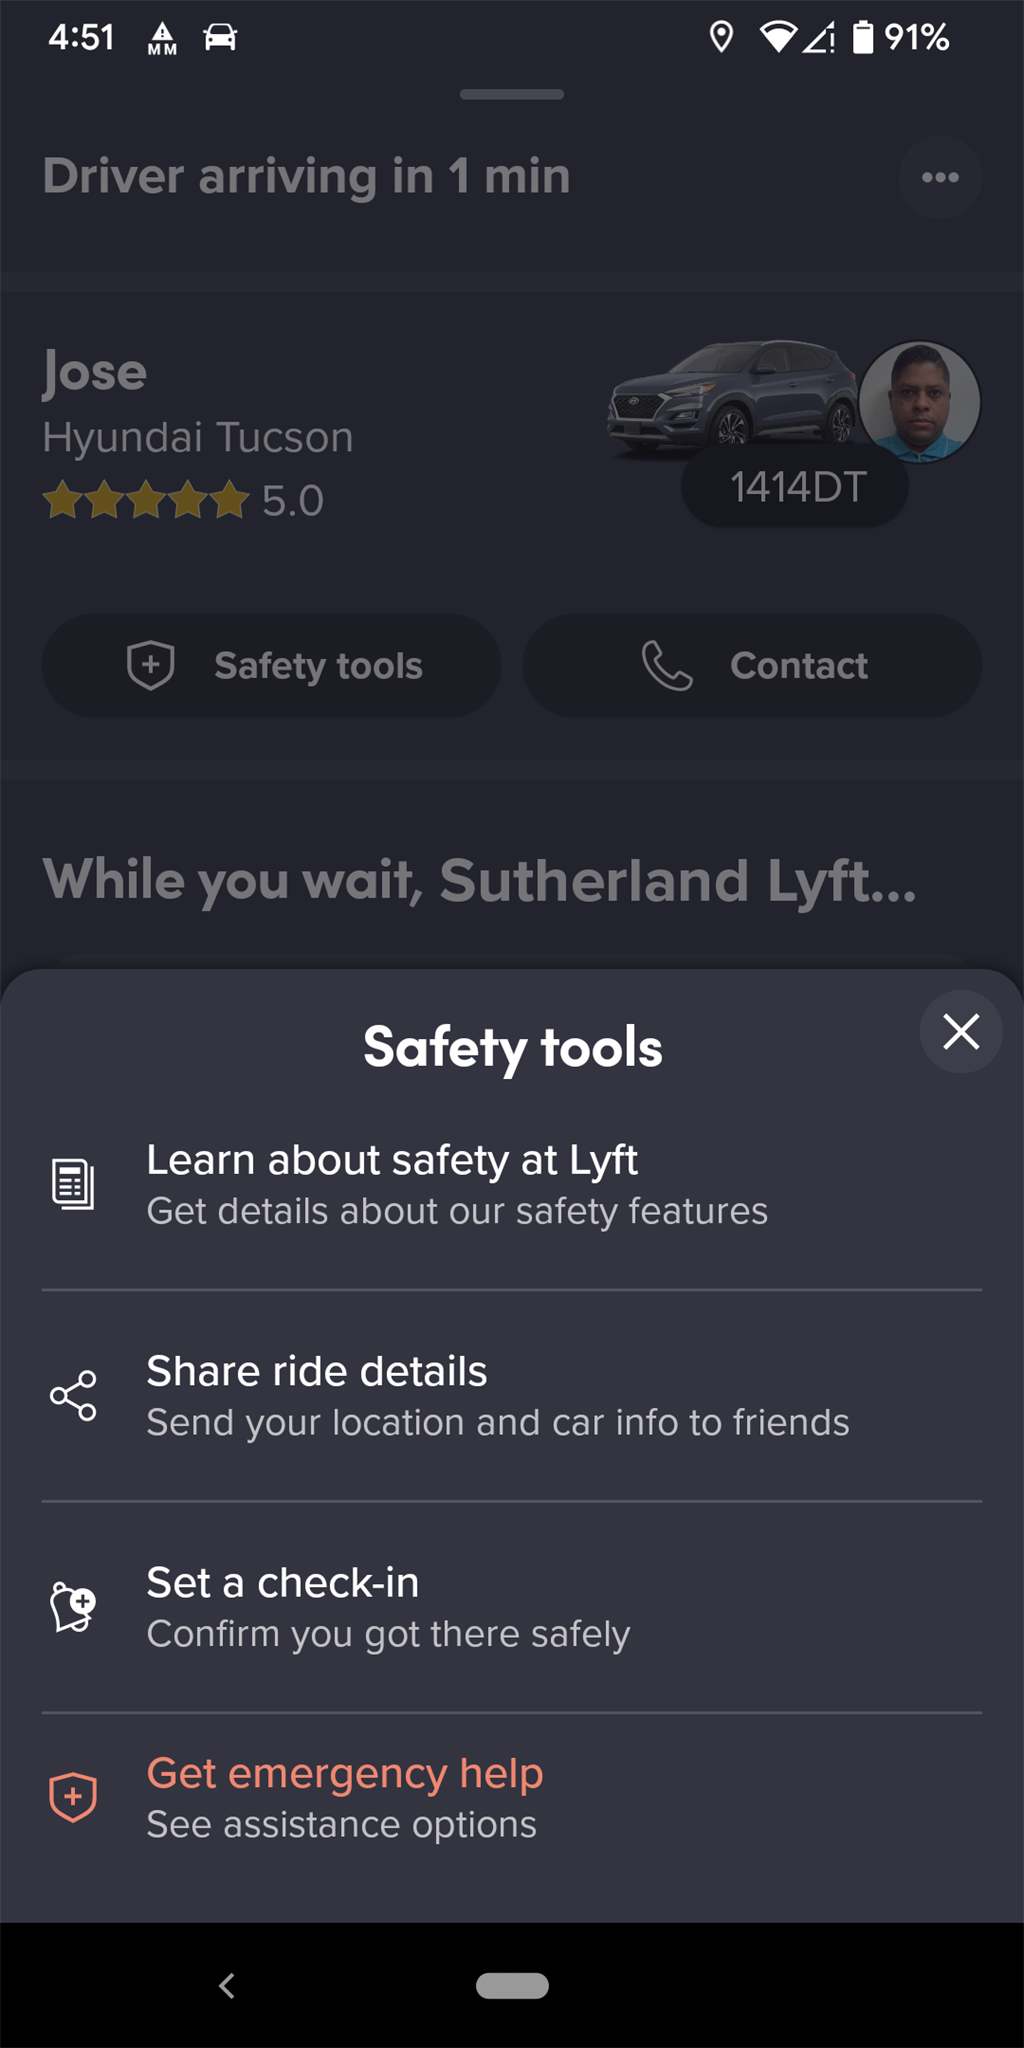 4:51 MM 91%
Driver arriving in 1 min
Jose
Hyundai Tucson
5.0
1414DT
Safety tools
Contact
While you wait, Sutherland Lyft...
Safety tools
Learn about safety at Lyft
Get details about our safety features
Share ride details
Send your location and car info to friends
Set a check-in
Confirm you got there safely
Get emergency help
See assistance options